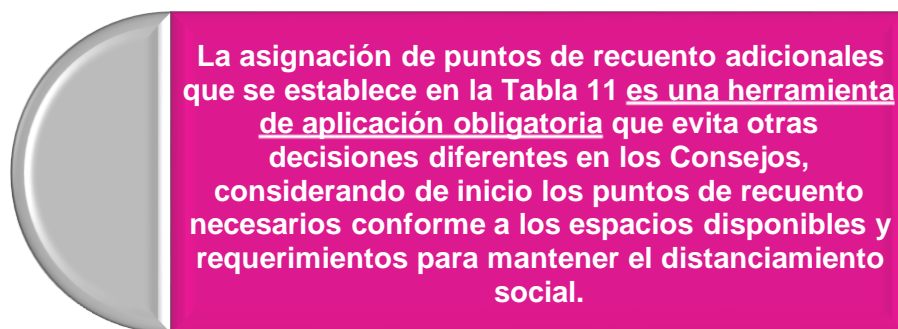 La asignación de puntos de recuento adicionales
que se establece en la Tabla 11 es una herramienta
de aplicación obligatoria que evita otras
decisiones diferentes en los Consejos,
considerando de inicio los puntos de recuento
necesarios conforme a los espacios disponibles y
requerimientos para mantener el distanciamiento
social.